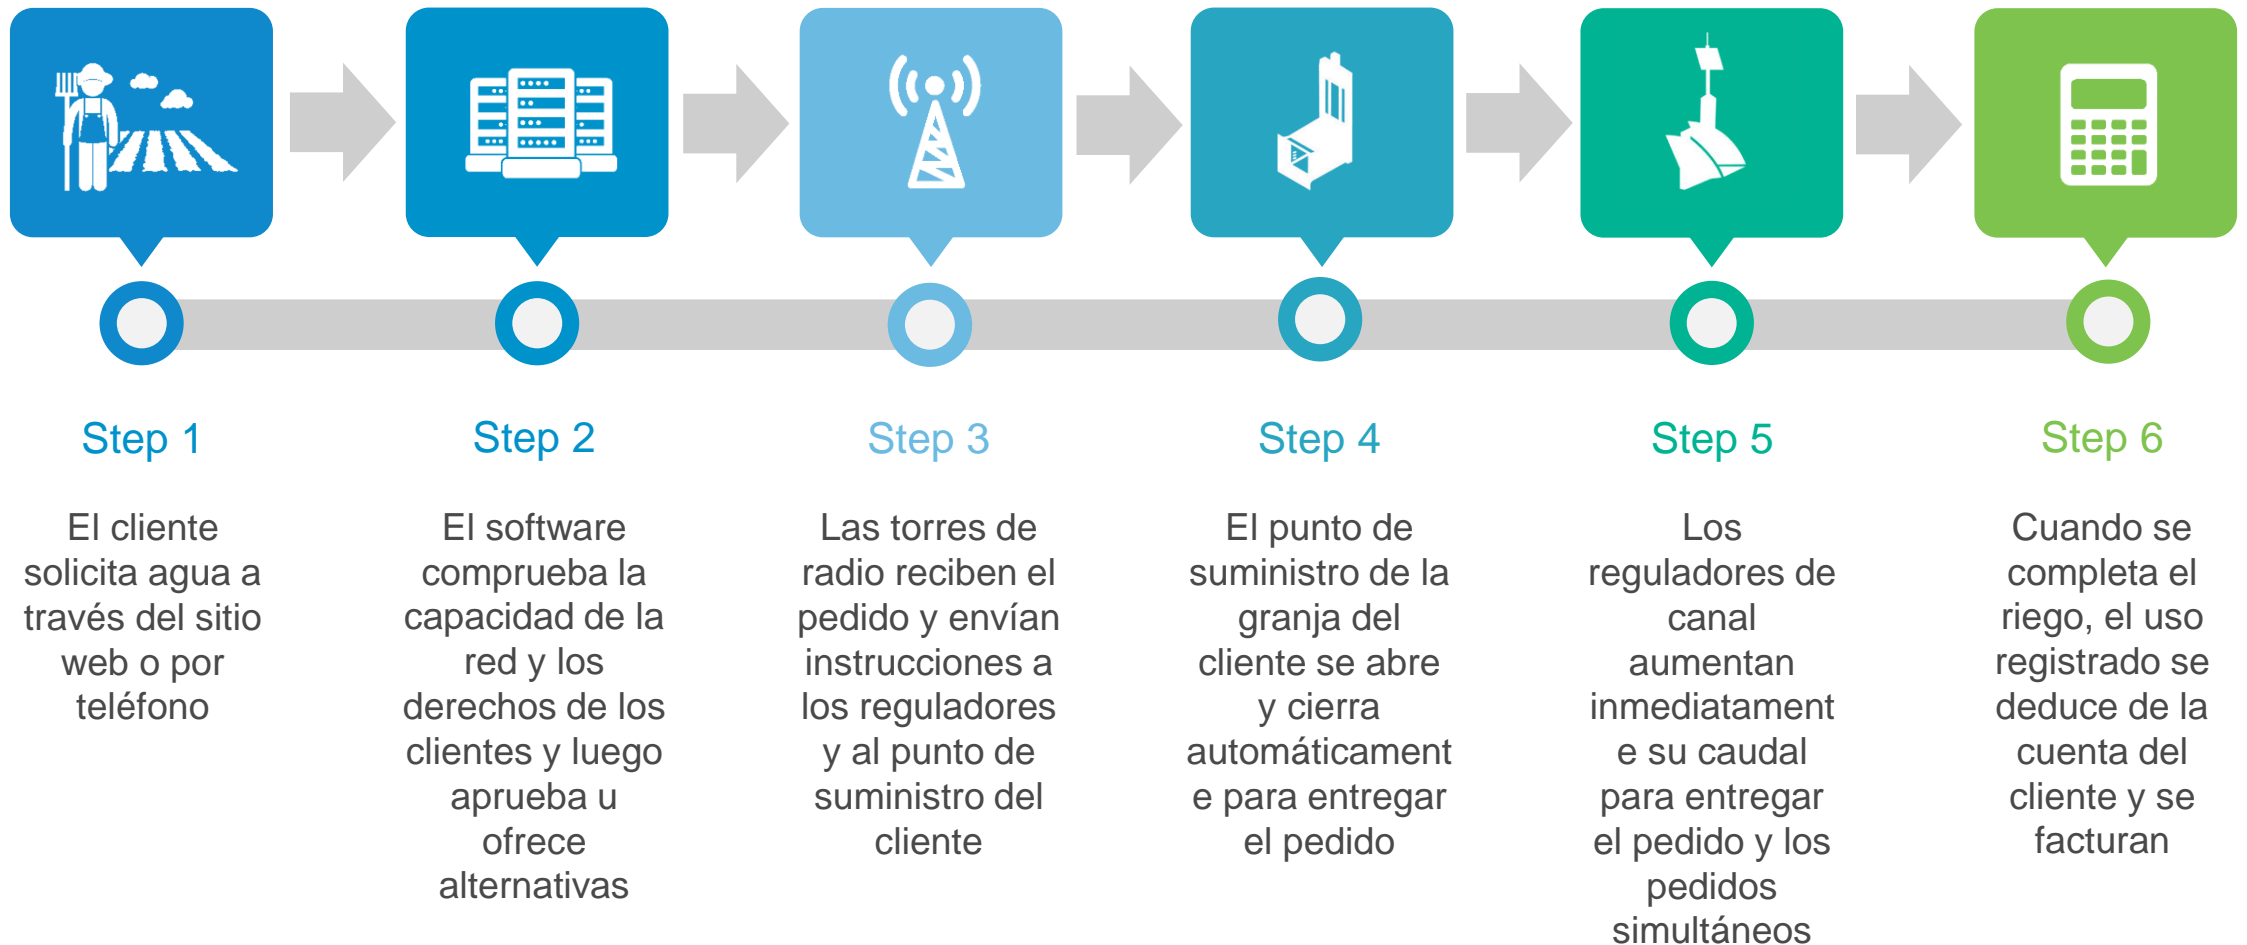 Step 1
El cliente
solicita agua a
través del sitio
web o por
teléfono
Step 2
El software
comprueba la
capacidad de la
red y los
derechos de los
clientes y luego
aprueba u
ofrece
alternativas
Step 3
Las torres de
radio reciben el
pedido y envían
instrucciones a
los reguladores
y al punto de
suministro del
cliente
Step 4
El punto de
suministro de la
granja del
cliente se abre
y cierra
automáticament
e para entregar
el pedido
Step 5
Los
reguladores de
canal
aumentan
inmediatament
e su caudal
para entregar
el pedido y los
pedidos
simultáneos
Step 6
Cuando se
completa el
riego, el uso
registrado se
deduce de la
cuenta del
cliente y se
facturan